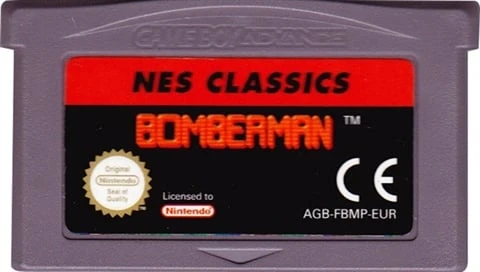 GAME BOY ADVANCE
NES CLASSICS
BOMBERMAN ™
Original
Nintendo
Seal of
Quality
Licensed to
Nintendo
CE
AGB-FBMP-EUR